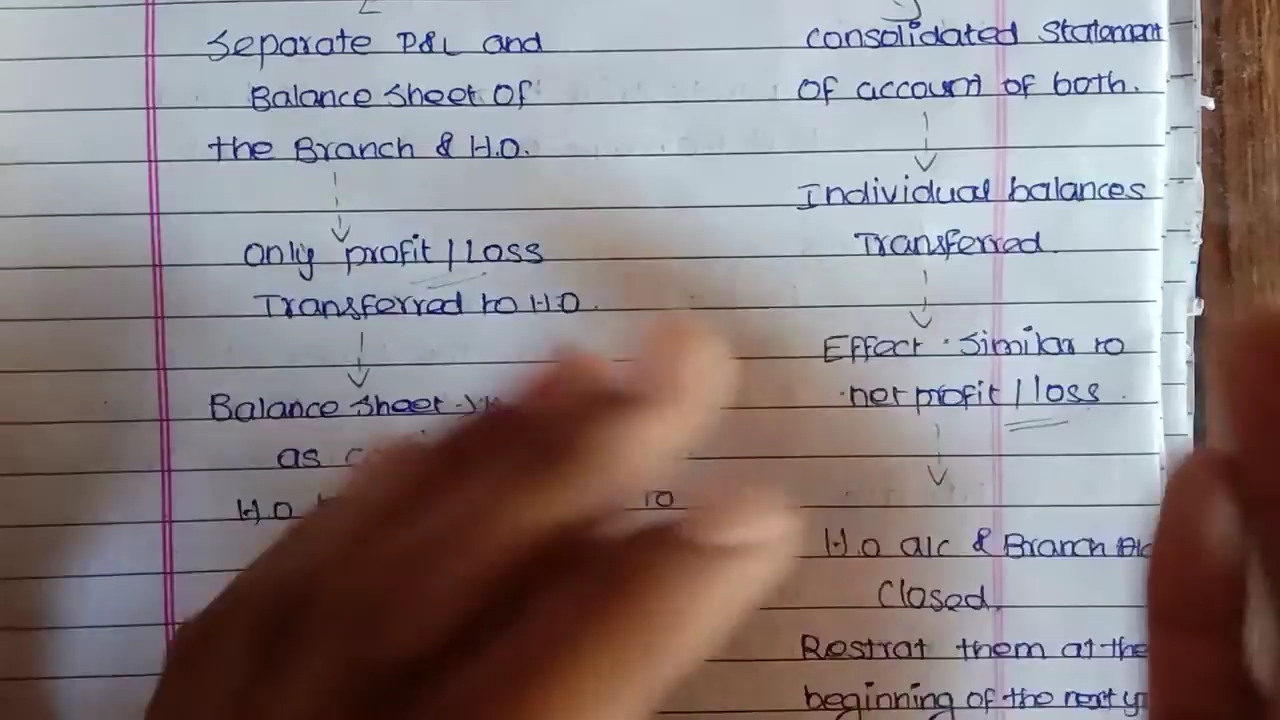 Separate P&L and
Balance Sheet Of
the Branch & H.O.
Only profit / Loss
Transferred to H.O.
Balance Sheet
as
H.O
to
Consolidated Statement
Of account of both.
Individual balances
Transferred.
Effect Similar to
net profit / loss.
H.O a/c & Branch A/c
Closed.
Restrat them at the
beginning of the next